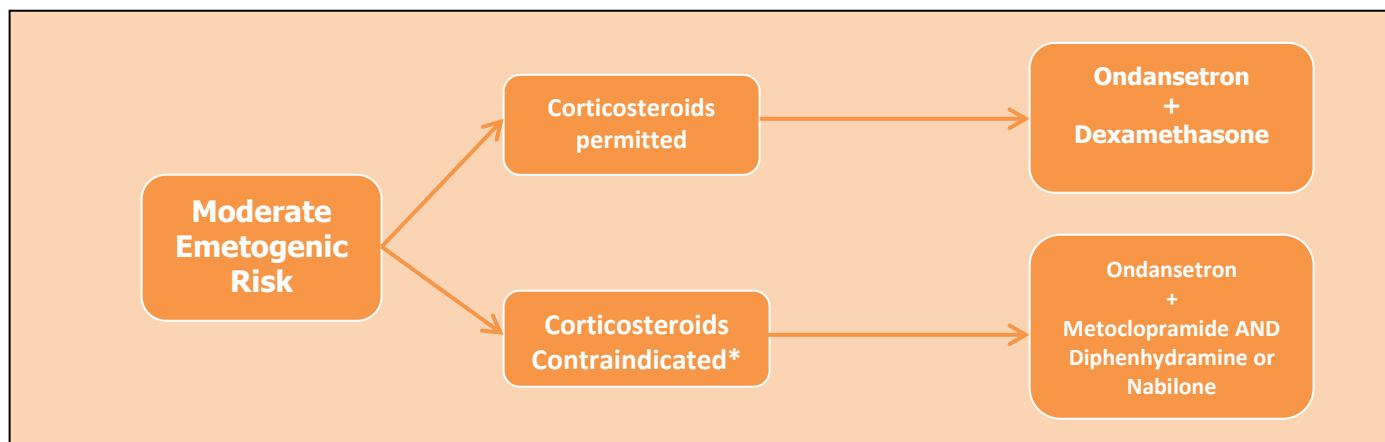 Moderate
Emetogenic
Risk
Corticosteroids
permitted
Ondansetron
+
Dexamethasone
Corticosteroids
Contraindicated*
Ondansetron
+
Metoclopramide AND
Diphenhydramine or
Nabilone